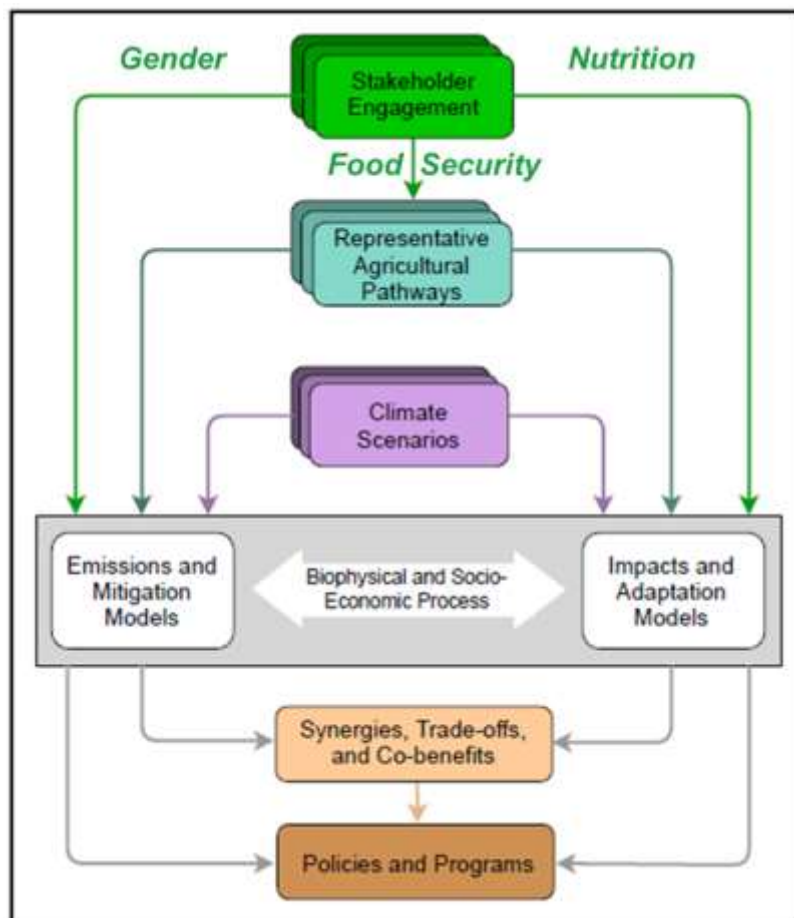 Gender
Nutrition
Stakeholder
Engagement
Food Security
Representative
Agricultural
Pathways
Climate
Scenarios
Emissions and
Mitigation
Models
Biophysical and Socio-
Economic Process
Impacts and
Adaptation
Models
Synergies, Trade-offs,
and Co-benefits
Policies and Programs